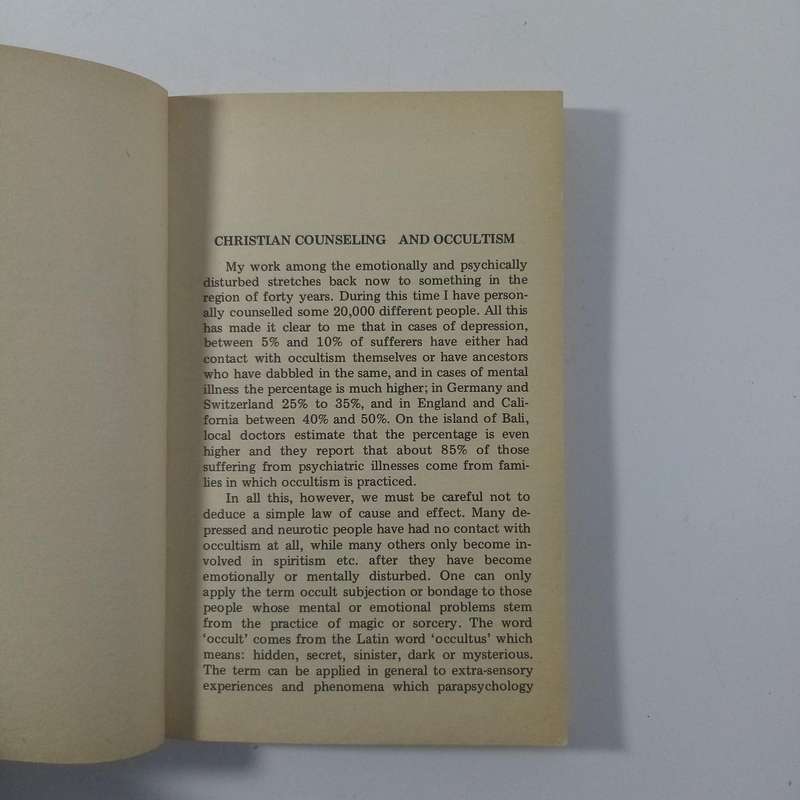 CHRISTIAN COUNSELING AND OCCULTISM
My work among the emotionally and psychically
disturbed stretches back now to something in the
region of forty years. During this time I have person-
ally counselled some 20,000 different people. All this
has made it clear to me that in cases of depression,
between 5% and 10% of sufferers have either had
contact with occultism themselves or have ancestors
who have dabbled in the same, and in cases of mental
illness the percentage is much higher; in Germany and
Switzerland 25% to 35%, and in England and Cali-
fornia between 40% and 50%. On the island of Bali,
local doctors estimate that the percentage is even
higher and they report that about 85% of those
suffering from psychiatric illnesses come from fami-
lies in which occultism is practiced.
In all this, however, we must be careful not to
deduce a simple law of cause and effect. Many de-
pressed and neurotic people have had no contact with
occultism at all, while many others only become in-
volved in spiritism etc. after they have become
emotionally or mentally disturbed. One can only
apply the term occult subjection or bondage to those
people whose mental or emotional problems stem
from the practice of magic or sorcery. The word
‘occult’ comes from the Latin word ‘occultus’ which
means: hidden, secret, sinister, dark or mysterious.
The term can be applied in general to extra-sensory
experiences and phenomena which parapsychology